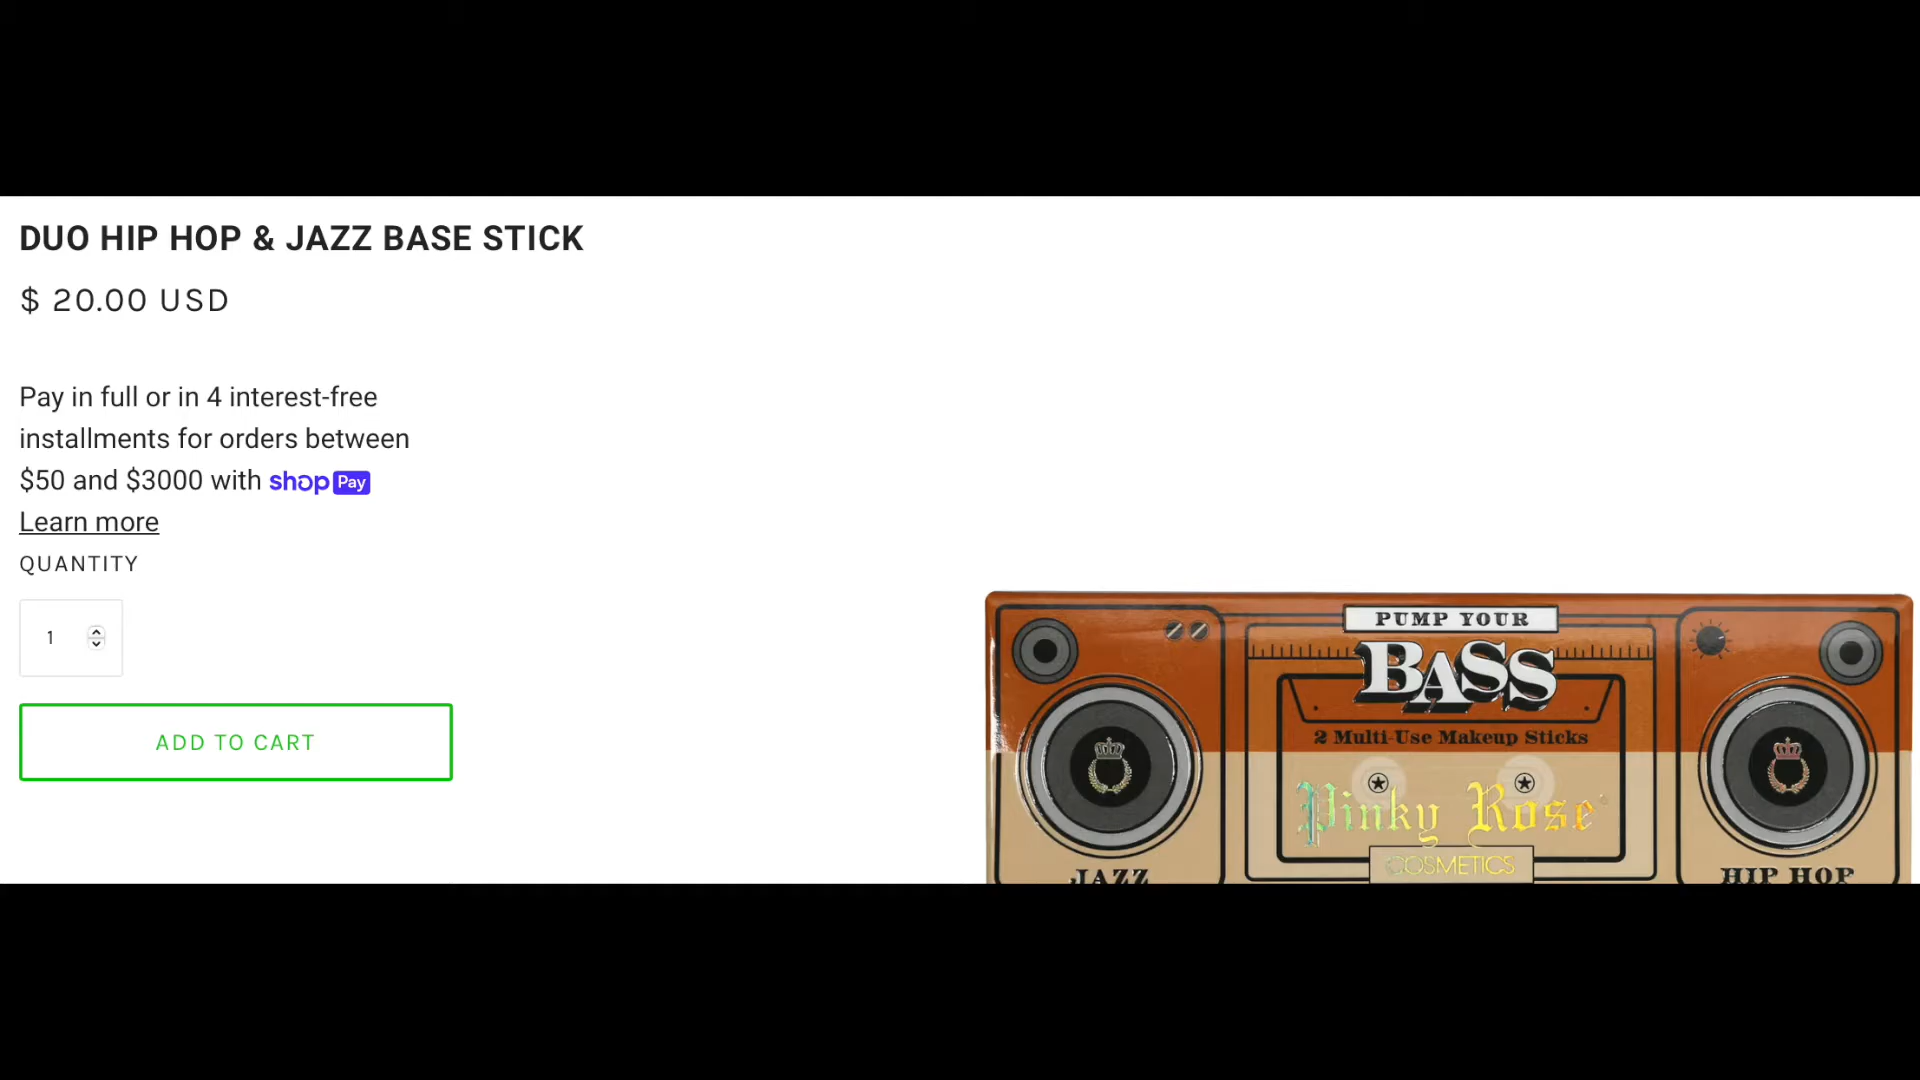 DUO HIP HOP & JAZZ BASE STICK
$ 20.00 USD
Pay in full or in 4 interest-free
installments for orders between
$50 and $3000 with shop Pay
Learn more
QUANTITY
1
ADD TO CART
PUMP YOUR
BASS
2 Multi-Use Makeup Sticks
Pinky Rose
COSMETICS
JAZZ
HIP HOP